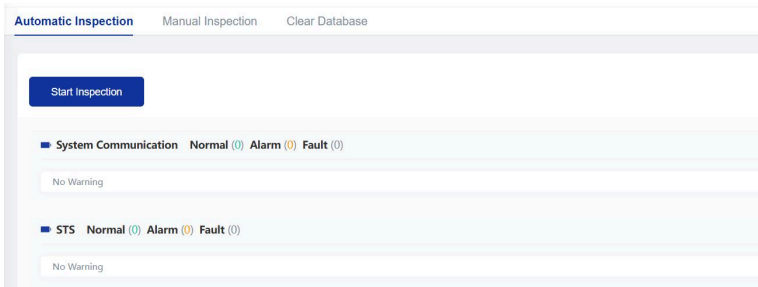 Automatic Inspection Manual Inspection Clear Database
Start Inspection
System Communication Normal (0) Alarm (0) Fault (0)
No Warning
STS Normal (0) Alarm (0) Fault (0)
No Warning